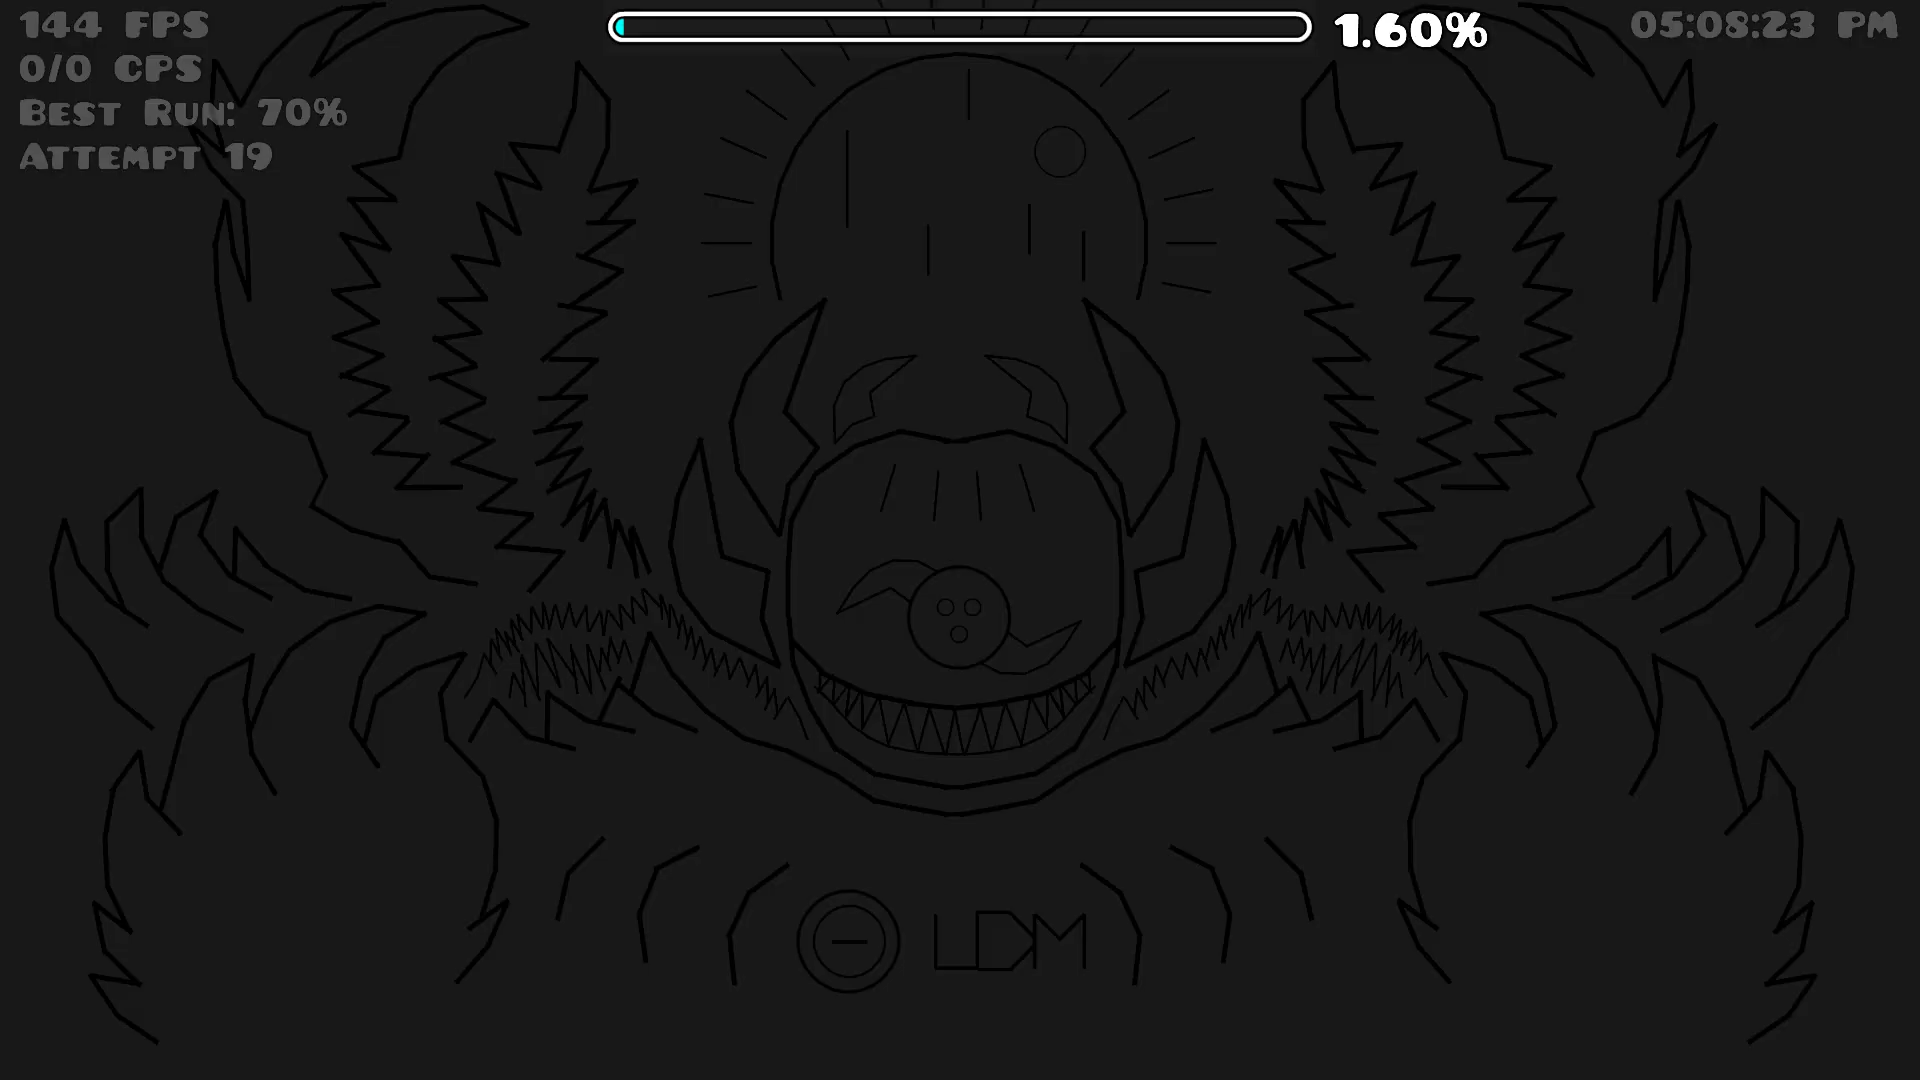 144 FPS
0/0 CPS
Best Run: 70%
Attempt 19
1.60%
05:08:23 PM
LDM